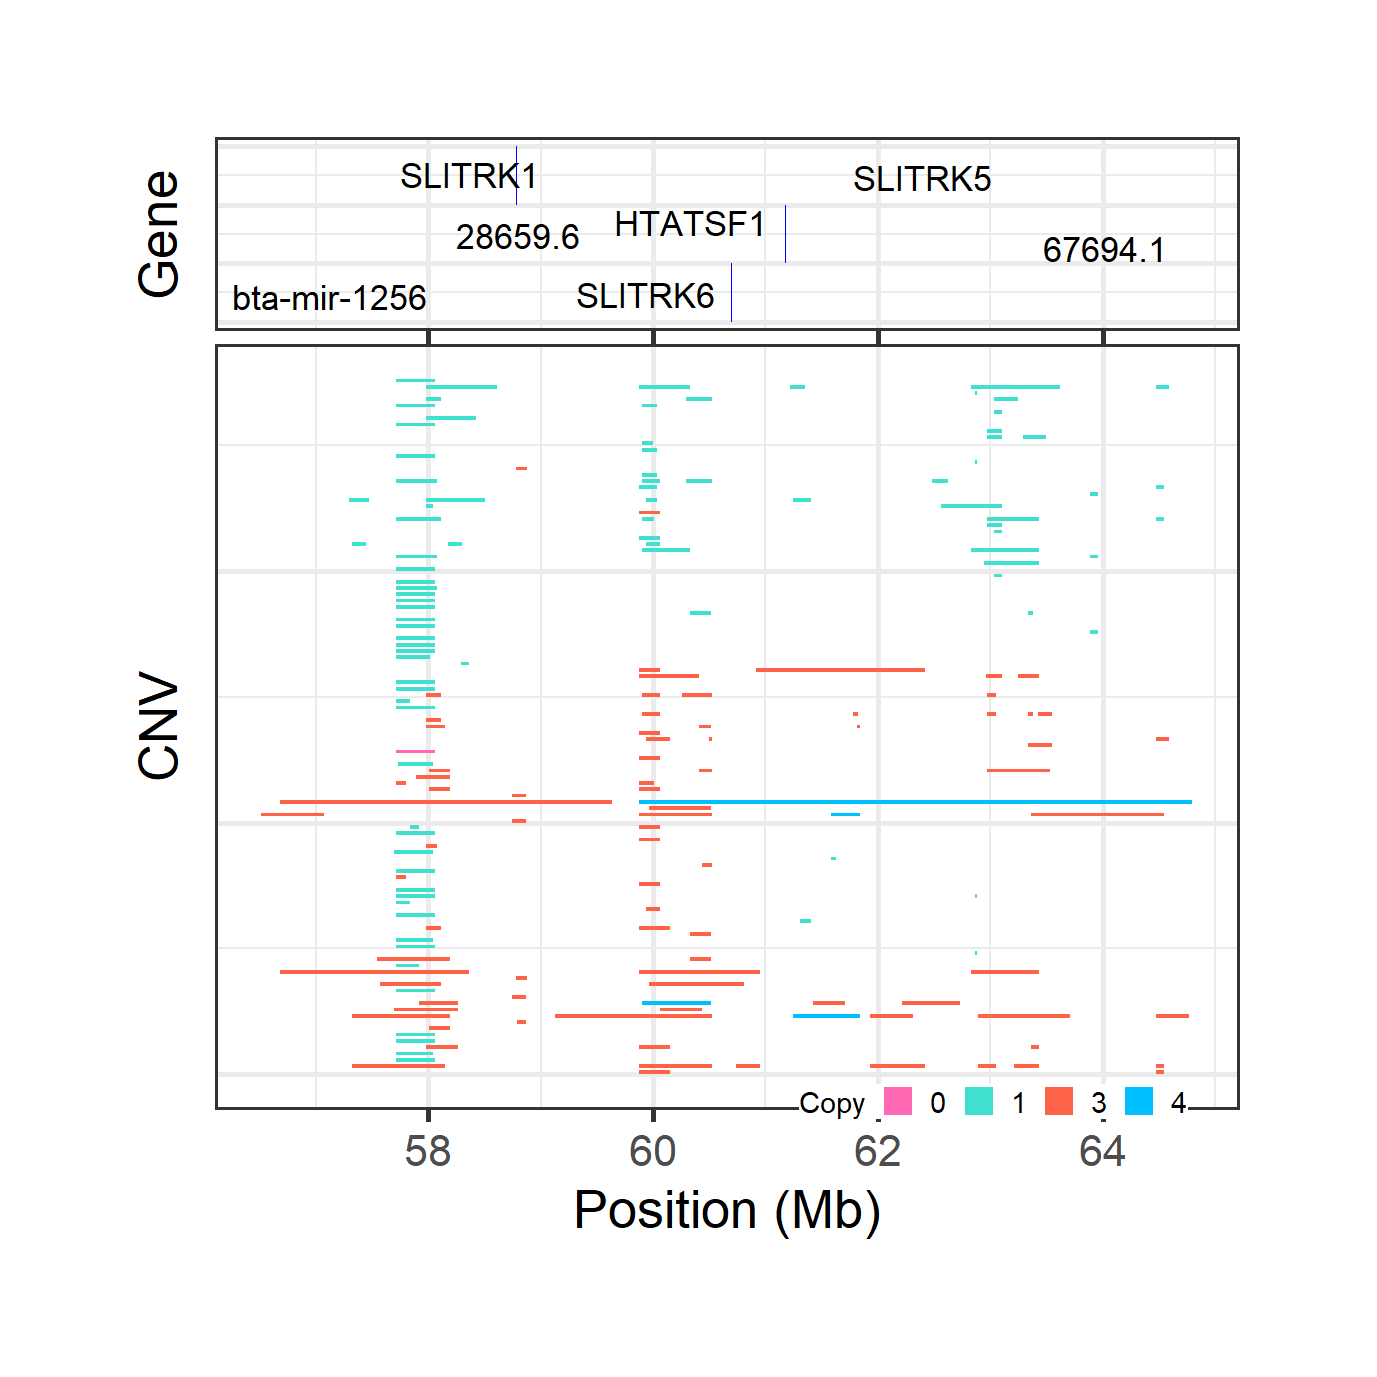 Gene
SLITRK1
SLITRK5
HTATSF1
28659.6
67694.1
bta-mir-1256
SLITRK6
CNV
Copy 0 1 3 4
58 60 62 64
Position (Mb)